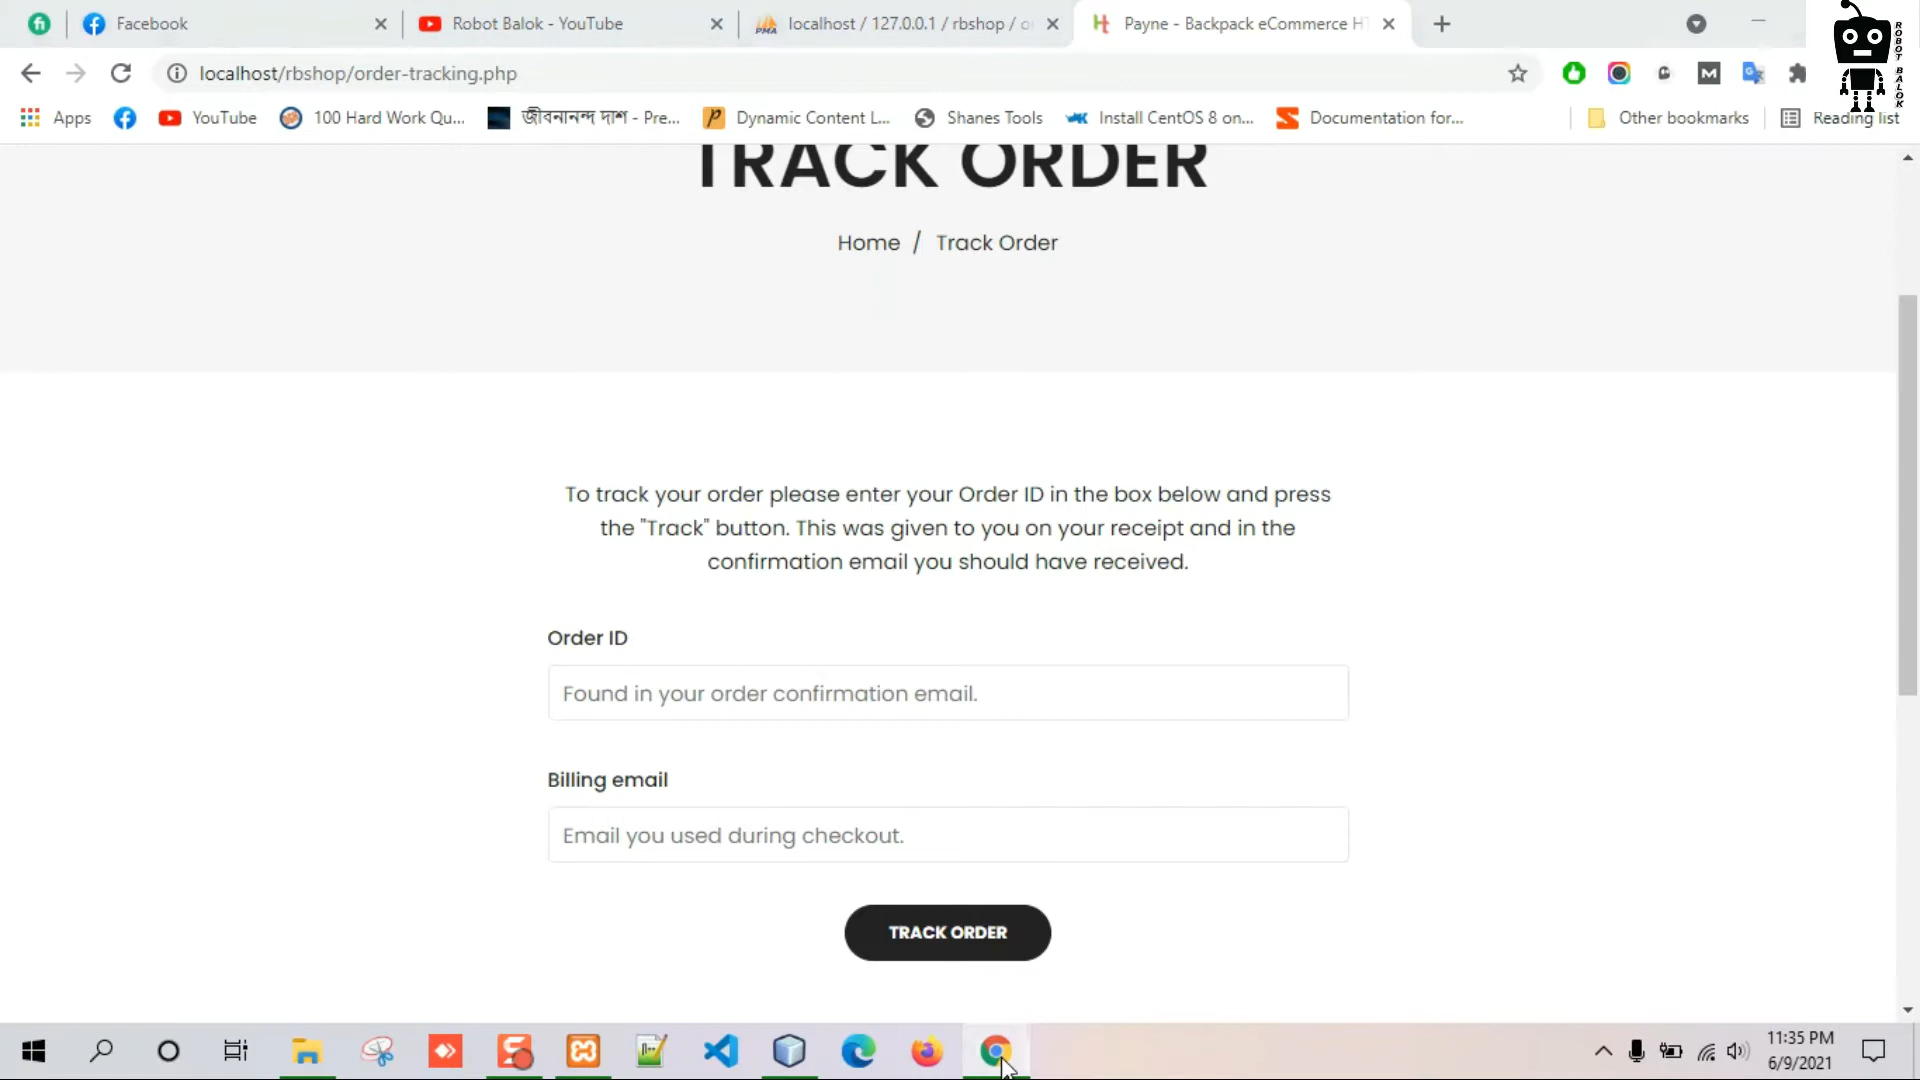 Facebook
Robot Balok - YouTube
localhost / 127.0.0.1 / rbshop / o
Payne - Backpack eCommerce H
localhost/rbshop/order-tracking.php
Apps
YouTube
100 Hard Work Qu...
জীবনানন্দ দাশ - Pre...
Dynamic Content L...
Shanes Tools
Install CentOS 8 on...
Documentation for...
Other bookmarks
Reading list
ROBOT BALOK
TRACK ORDER
Home / Track Order
To track your order please enter your Order ID in the box below and press
the "Track" button. This was given to you on your receipt and in the
confirmation email you should have received.
Order ID
Found in your order confirmation email.
Billing email
Email you used during checkout.
TRACK ORDER
11:35 PM
6/9/2021